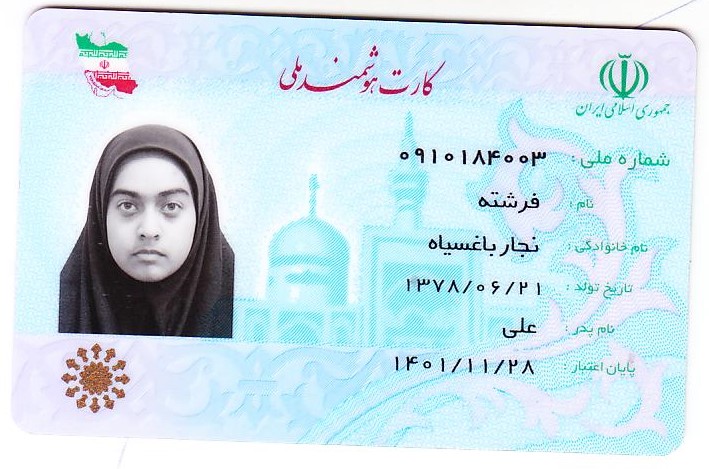 کارت هوشمند ملی
جمهوری اسلامی ایران
شماره ملی: ۰۹۱۰۱۸۴۰۰۳
نام: فرشته
نام خانوادگی: نجار باغسیاه
تاریخ تولد: ۱۳۷۸/۰۶/۲۱
نام پدر: علی
پایان اعتبار: ۱۴۰۱/۱۱/۲۸